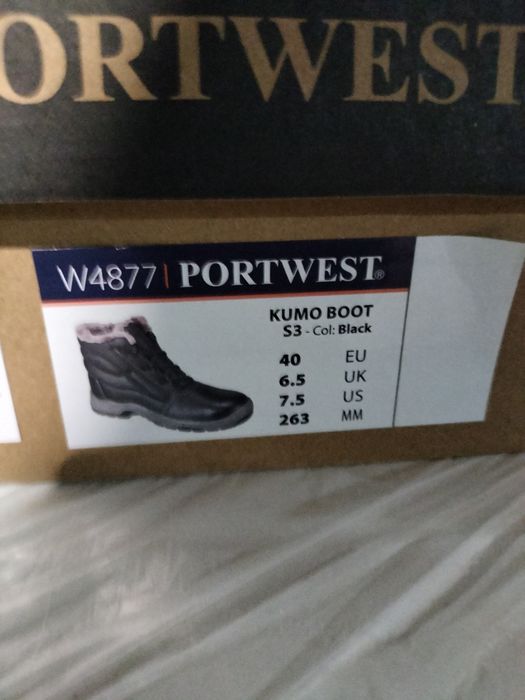 ORTWEST
W4877 | PORTWEST®
KUMO BOOT
S3 - Col: Black
40 EU
6.5 UK
7.5 US
263 MM